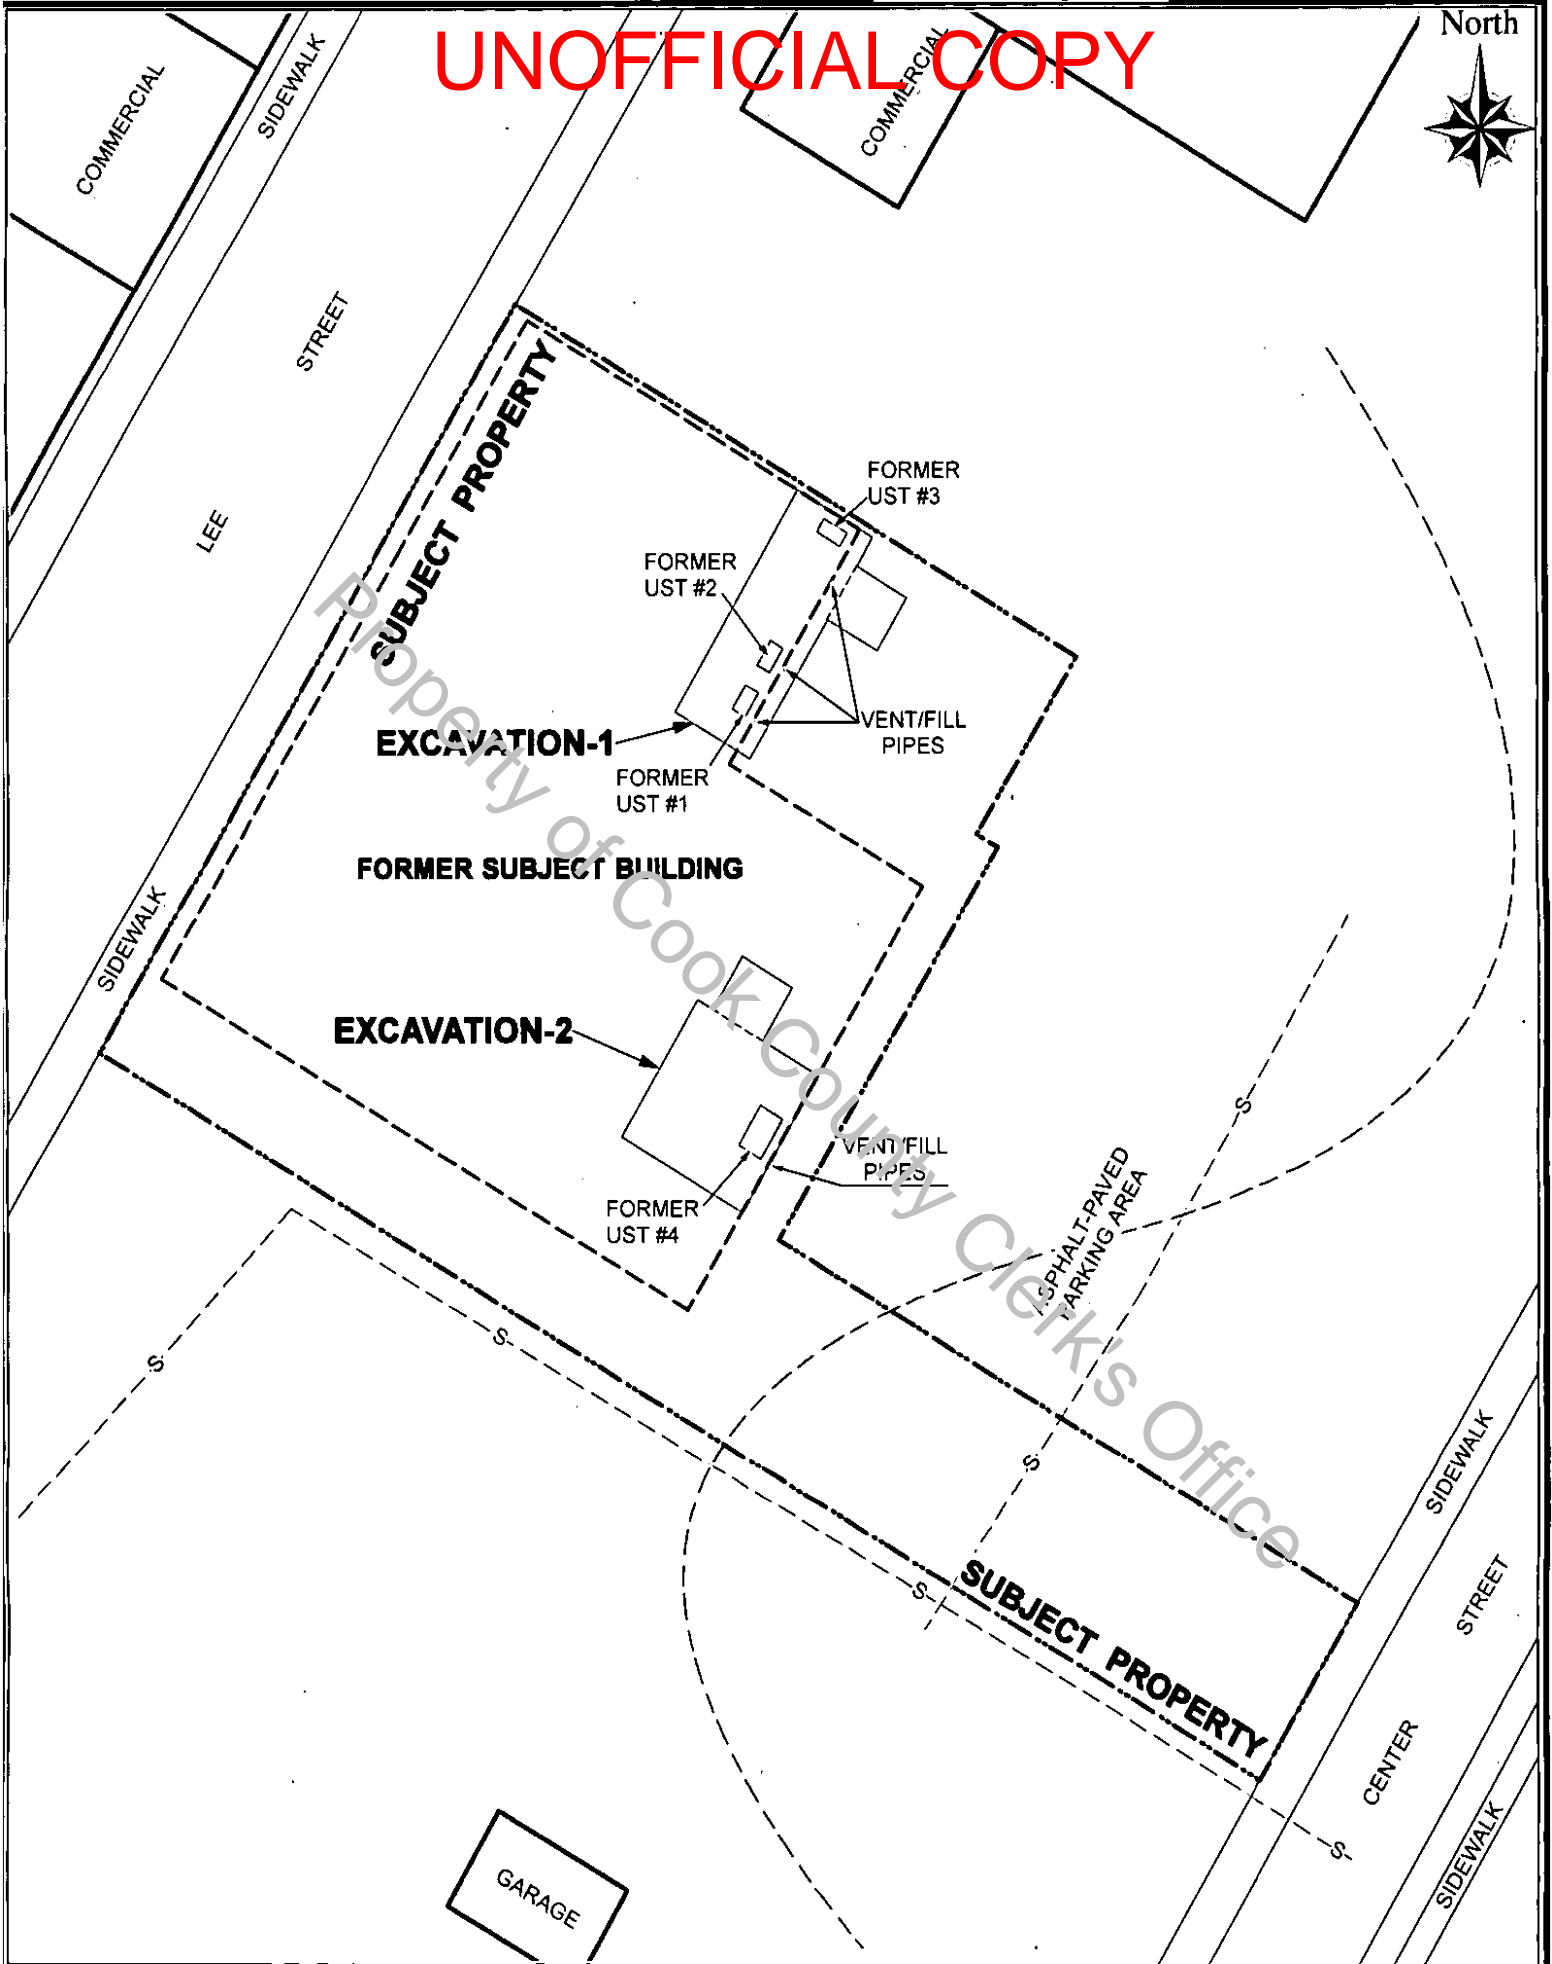 UNOFFICIAL COPY
North
COMMERCIAL
SIDEWALK
COMMERCIAL
STREET
LEE
SUBJECT PROPERTY
FORMER
UST #3
FORMER
UST #2
VENT/FILL
PIPES
EXCAVATION-1
FORMER
UST #1
FORMER SUBJECT BUILDING
SIDEWALK
EXCAVATION-2
VENT/FILL
PIPES
FORMER
UST #4
S
ASPHALT-PAVED
PARKING AREA
S
S
S
S
SIDEWALK
STREET
SUBJECT PROPERTY
CENTER
S
SIDEWALK
GARAGE
Property of Cook County Clerk's Office